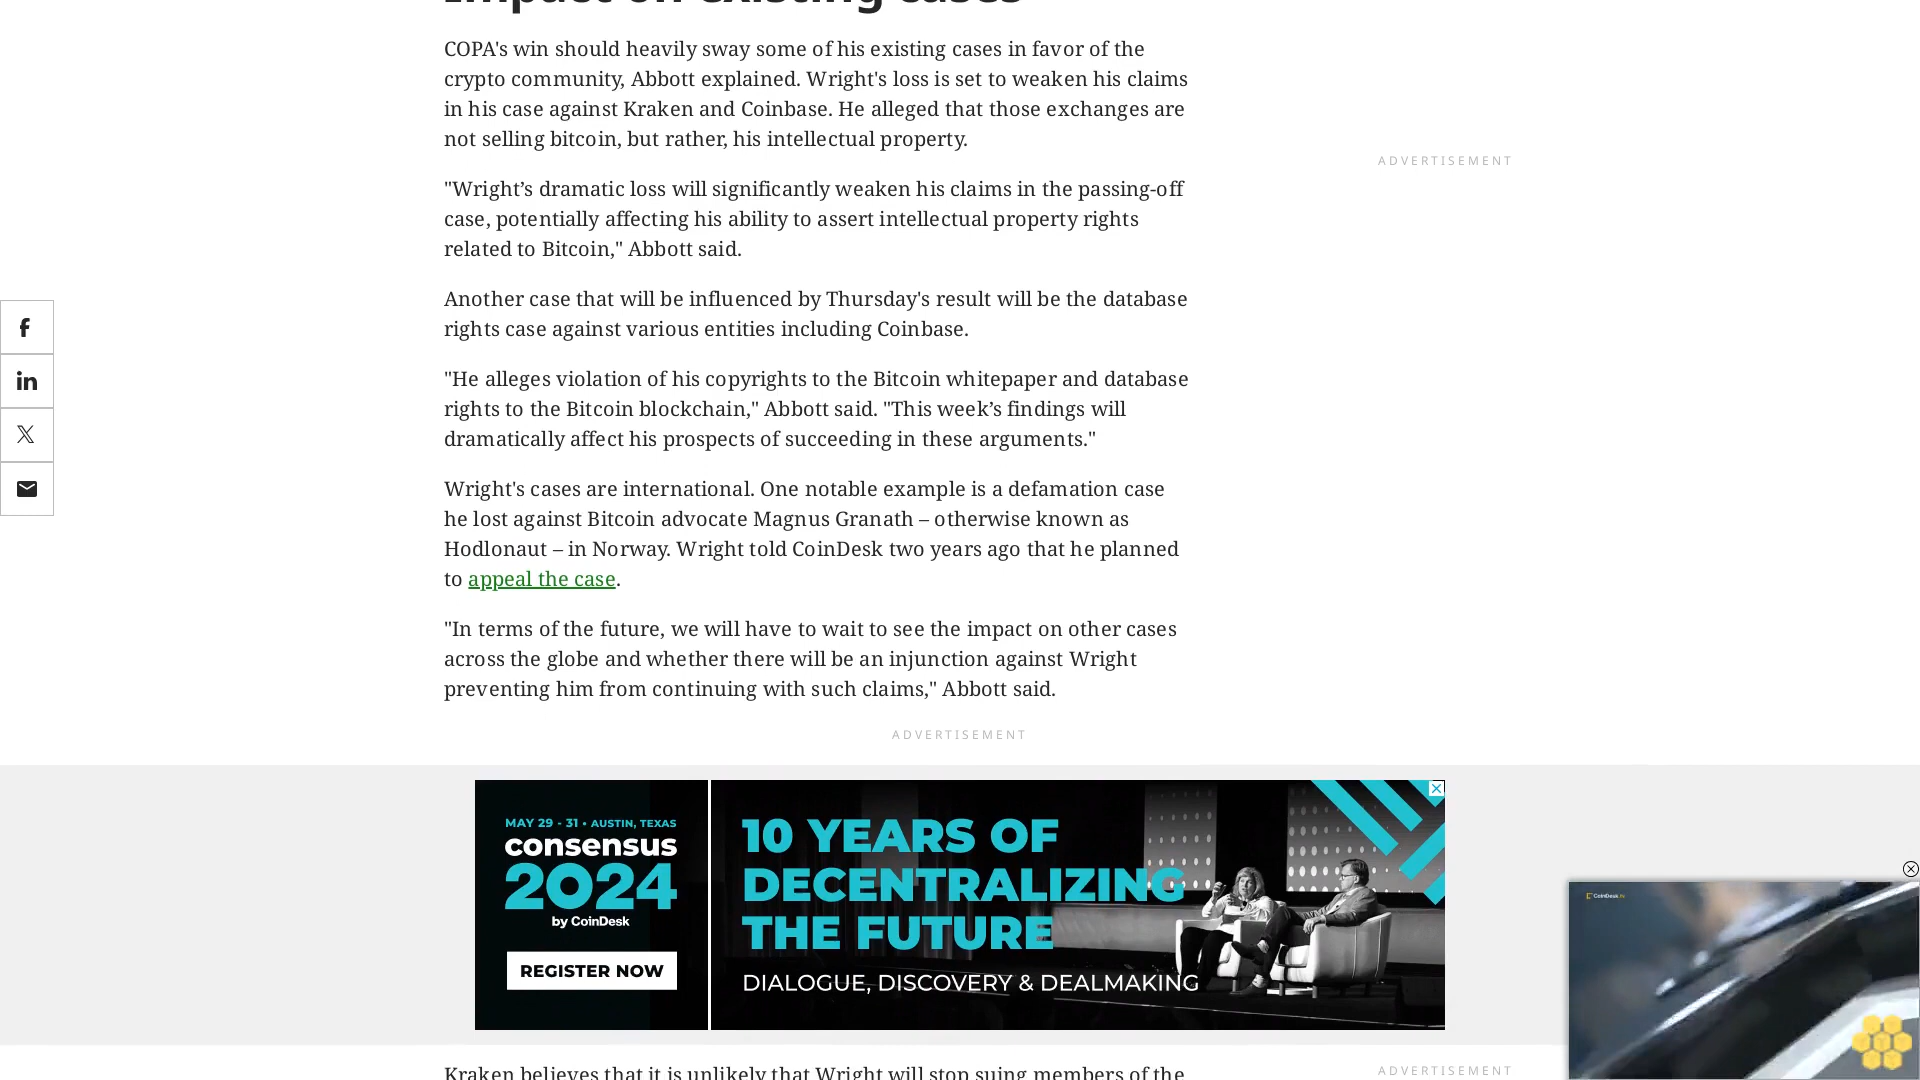 Impact on existing cases
COPA's win should heavily sway some of his existing cases in favor of the
crypto community, Abbott explained. Wright's loss is set to weaken his claims
in his case against Kraken and Coinbase. He alleged that those exchanges are
not selling bitcoin, but rather, his intellectual property.
ADVERTISEMENT
"Wright’s dramatic loss will significantly weaken his claims in the passing-off
case, potentially affecting his ability to assert intellectual property rights
related to Bitcoin," Abbott said.
Another case that will be influenced by Thursday's result will be the database
rights case against various entities including Coinbase.
"He alleges violation of his copyrights to the Bitcoin whitepaper and database
rights to the Bitcoin blockchain," Abbott said. "This week’s findings will
dramatically affect his prospects of succeeding in these arguments."
Wright's cases are international. One notable example is a defamation case
he lost against Bitcoin advocate Magnus Granath – otherwise known as
Hodlonaut – in Norway. Wright told CoinDesk two years ago that he planned
to appeal the case.
"In terms of the future, we will have to wait to see the impact on other cases
across the globe and whether there will be an injunction against Wright
preventing him from continuing with such claims," Abbott said.
ADVERTISEMENT
MAY 29 - 31 • AUSTIN, TEXAS
consensus
2024
by CoinDesk
REGISTER NOW
10 YEARS OF
DECENTRALIZING
THE FUTURE
DIALOGUE, DISCOVERY & DEALMAKING
CoinDesk
Kraken believes that it is unlikely that Wright will stop suing members of the
ADVERTISEMENT